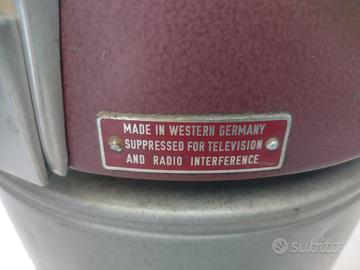 MADE IN WESTERN GERMANY
SUPPRESSED FOR TELEVISION
AND RADIO INTERFERENCE
subito